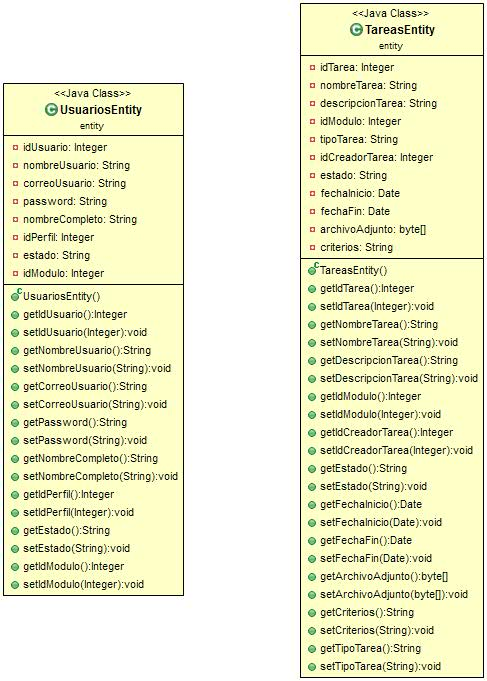 <<Java Class>>
UsuariosEntity
entity
idUsuario: Integer
nombreUsuario: String
correoUsuario: String
password: String
nombreCompleto: String
idPerfil: Integer
estado: String
idModulo: Integer
UsuariosEntity()
getIdUsuario():Integer
setIdUsuario(Integer):void
getNombreUsuario():String
setNombreUsuario(String):void
getCorreoUsuario():String
setCorreoUsuario(String):void
getPassword():String
setPassword(String):void
getNombreCompleto():String
setNombreCompleto(String):void
getIdPerfil():Integer
setIdPerfil(Integer):void
getEstado():String
setEstado(String):void
getIdModulo():Integer
setIdModulo(Integer):void
<<Java Class>>
TareasEntity
entity
idTarea: Integer
nombreTarea: String
descripcionTarea: String
idModulo: Integer
tipoTarea: String
idCreadorTarea: Integer
estado: String
fechaInicio: Date
fechaFin: Date
archivoAdjunto: byte[]
criterios: String
TareasEntity()
getIdTarea():Integer
setIdTarea(Integer):void
getNombreTarea():String
setNombreTarea(String):void
getDescripcionTarea():String
setDescripcionTarea(String):void
getIdModulo():Integer
setIdModulo(Integer):void
getIdCreadorTarea():Integer
setIdCreadorTarea(Integer):void
getEstado():String
setEstado(String):void
getFechaInicio():Date
setFechaInicio(Date):void
getFechaFin():Date
setFechaFin(Date):void
getArchivoAdjunto():byte[]
setArchivoAdjunto(byte[]):void
getCriterios():String
setCriterios(String):void
getTipoTarea():String
setTipoTarea(String):void